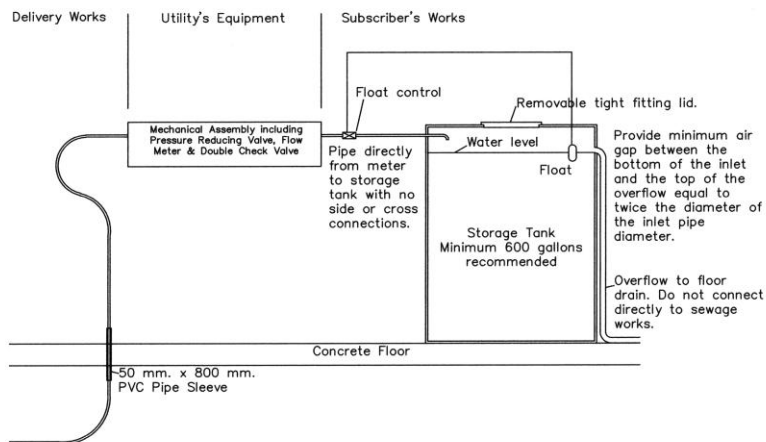 Delivery Works
Utility's Equipment
Subscriber's Works
Float control
Removable tight fitting lid.
Mechanical Assembly including
Pressure Reducing Valve, Flow
Meter & Double Check Valve
Pipe directly
from meter
to storage
tank with no
side or cross
connections.
Water level
Float
Provide minimum air
gap between the
bottom of the inlet
and the top of the
overflow equal to
twice the diameter of
the inlet pipe
diameter.
Storage Tank
Minimum 600 gallons
recommended
Overflow to floor
drain. Do not connect
directly to sewage
works.
Concrete Floor
50 mm. x 800 mm.
PVC Pipe Sleeve